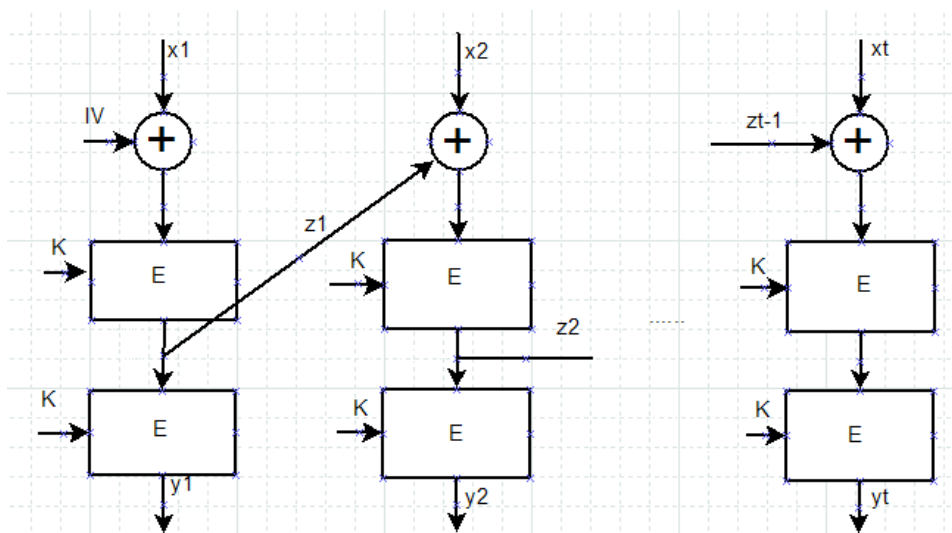 x1
x2
xt
IV
+
+
zt-1
+
z1
K
E
K
E
K
E
z2
......
K
E
K
E
K
E
y1
y2
yt